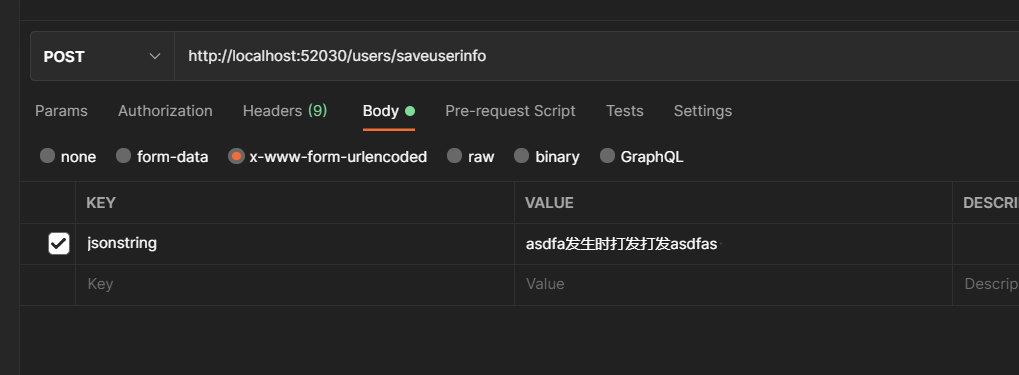 POST http://localhost:52030/users/saveuserinfo
Params Authorization Headers (9) Body Pre-request Script Tests Settings
none form-data x-www-form-urlencoded raw binary GraphQL
KEY VALUE DESCRI
jsonstring asdfa发生时打发打发asdfas
Key Value Descrip